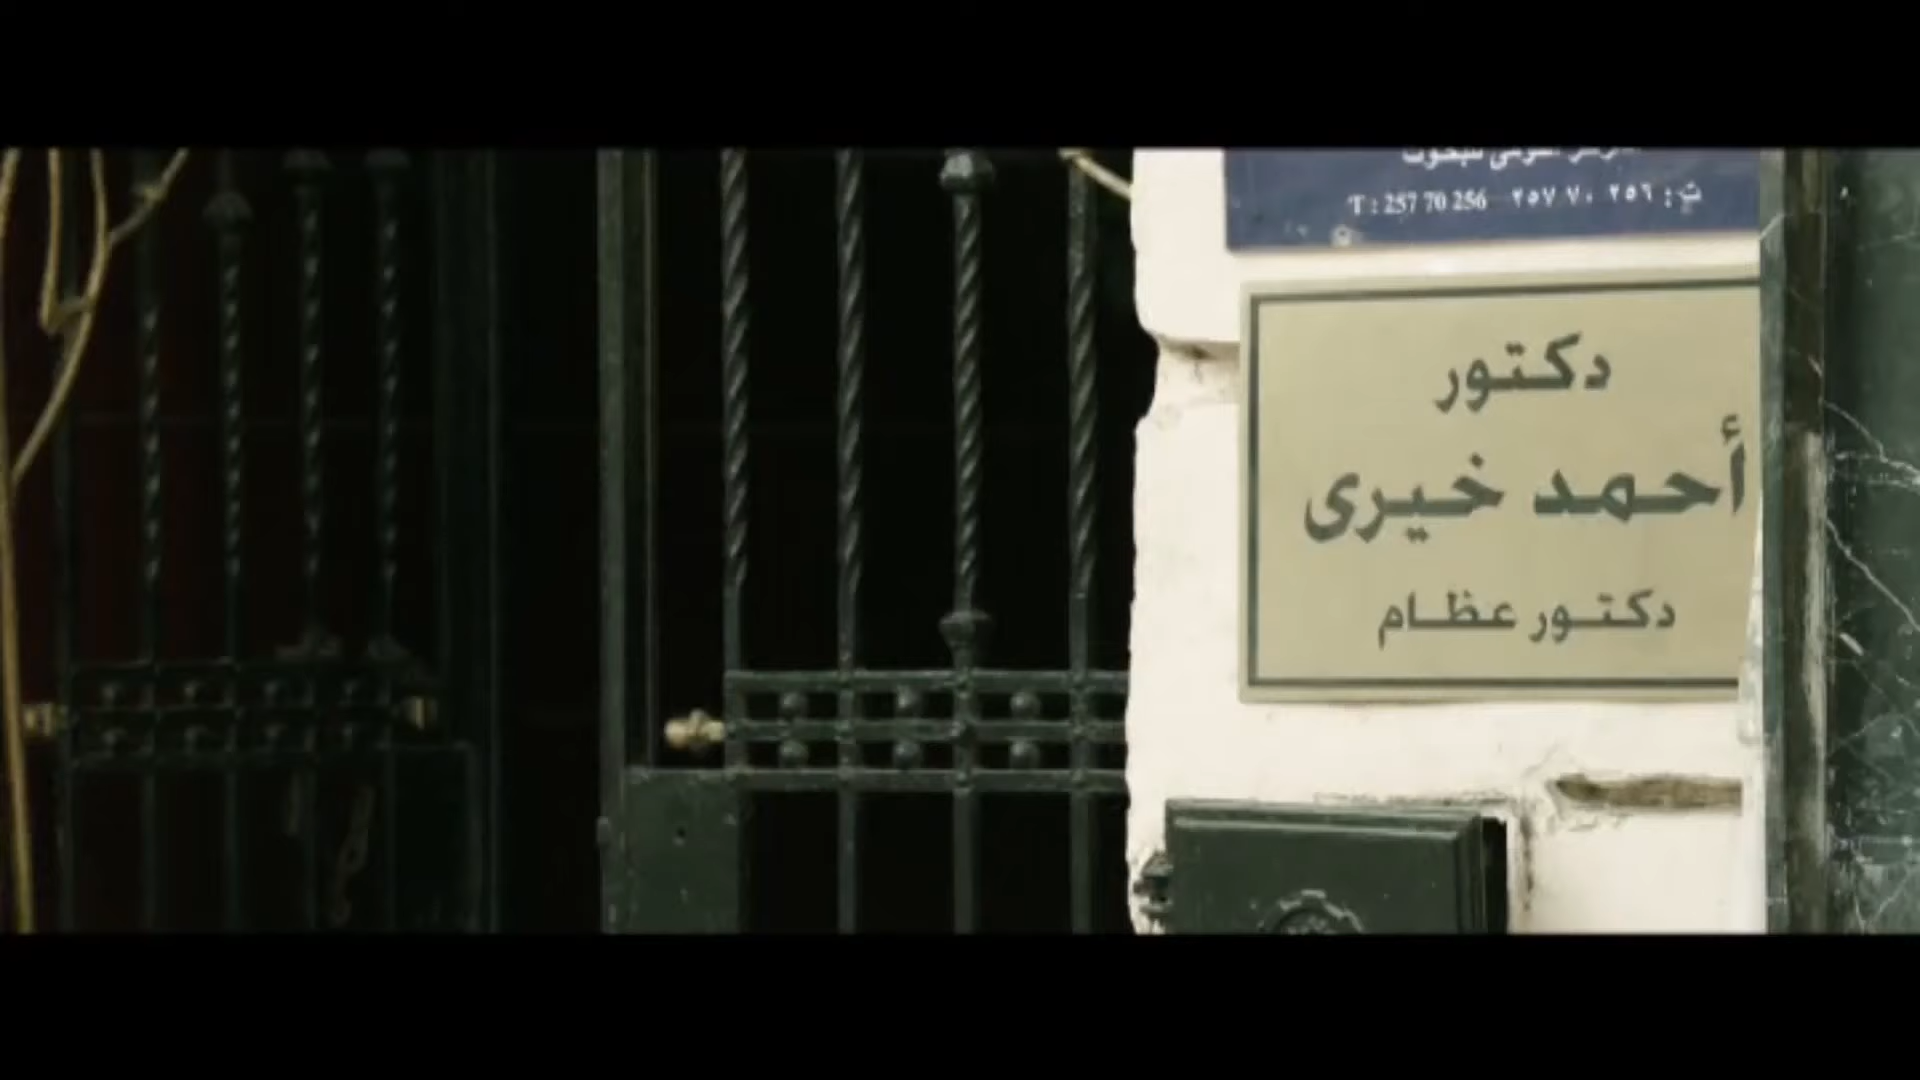 T : 257 70 256 ت : ٢٥٦ ٧٠ ٢٥٧
دكتور
أحمد خيرى
دكتور عظام